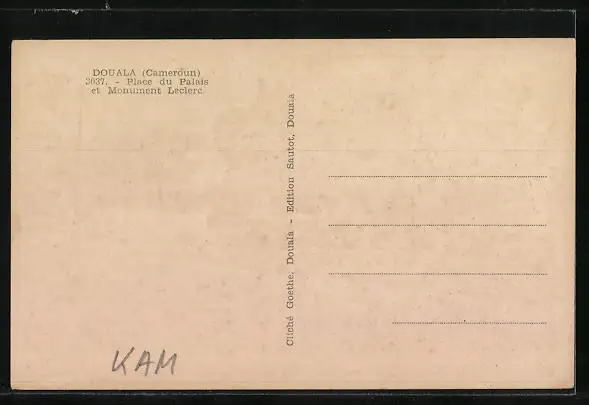 DOUALA (Cameroun)
3037. - Place du Palais
et Monument Leclerc
Cliché Goethe, Douala - Edition Sautot, Douala
KAM